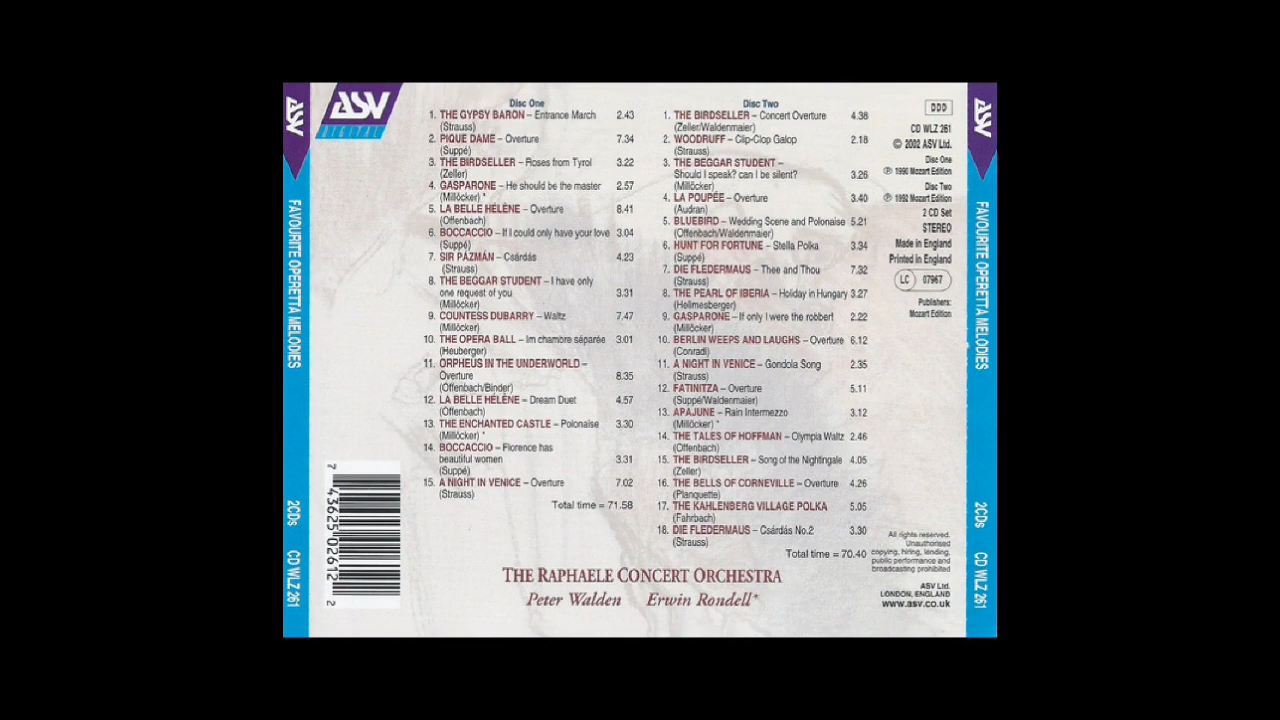 ASV
FAVOURITE OPERETTA MELODIES
2CDs
CD WLZ 261
ASV
DIGITAL
Disc One
1. THE GYPSY BARON – Entrance March 2.43
(Strauss)
2. PIQUE DAME – Overture 7.34
(Suppé)
3. THE BIRDSELLER – Roses from Tyrol 3.22
(Zeller)
4. GASPARONE – He should be the master 2.57
(Millöcker) *
5. LA BELLE HÉLÈNE – Overture 8.41
(Offenbach)
6. BOCCACCIO – If I could only have your love 3.04
(Suppé)
7. SIR PÁZMÁN – Csárdás 4.23
(Strauss)
8. THE BEGGAR STUDENT – I have only
one request of you 3.31
(Millöcker)
9. COUNTESS DUBARRY – Waltz 7.47
(Millöcker)
10. THE OPERA BALL – Im chambre séparée 3.01
(Heuberger)
11. ORPHEUS IN THE UNDERWORLD –
Overture 8.35
(Offenbach/Binder)
12. LA BELLE HÉLÈNE – Dream Duet 4.57
(Offenbach)
13. THE ENCHANTED CASTLE – Polonaise 3.30
(Millöcker) *
14. BOCCACCIO – Florence has
beautiful women 3.31
(Suppé)
15. A NIGHT IN VENICE – Overture 7.02
(Strauss)
Total time = 71.58
Disc Two
1. THE BIRDSELLER – Concert Overture 4.38
(Zeller/Waldenmaier)
2. WOODRUFF – Clip-Clop Galop 2.18
(Strauss)
3. THE BEGGAR STUDENT –
Should I speak? can I be silent? 3.26
(Millöcker)
4. LA POUPÉE – Overture 3.40
(Audran)
5. BLUEBIRD – Wedding Scene and Polonaise 5.21
(Offenbach/Waldenmaier)
6. HUNT FOR FORTUNE – Stella Polka 3.34
(Suppé)
7. DIE FLEDERMAUS – Thee and Thou 7.32
(Strauss)
8. THE PEARL OF IBERIA – Holiday in Hungary 3.27
(Hellmesberger)
9. GASPARONE – If only I were the robber! 2.22
(Millöcker)
10. BERLIN WEEPS AND LAUGHS – Overture 6.12
(Conradi)
11. A NIGHT IN VENICE – Gondola Song 2.35
(Strauss)
12. FATINITZA – Overture 5.11
(Suppé/Waldenmaier)
13. APAJUNE – Rain Intermezzo 3.12
(Millöcker) *
14. THE TALES OF HOFFMAN – Olympia Waltz 2.46
(Offenbach)
15. THE BIRDSELLER – Song of the Nightingale 4.05
(Zeller)
16. THE BELLS OF CORNEVILLE – Overture 4.26
(Planquette)
17. THE KAHLENBERG VILLAGE POLKA 5.05
(Fahrbach)
18. DIE FLEDERMAUS – Csárdás No.2 3.30
(Strauss)
Total time = 70.40
THE RAPHAELE CONCERT ORCHESTRA
Peter Walden Erwin Rondell*
7 43625 02612 2
DDD
CD WLZ 261
© 2002 ASV Ltd.
Disc One
℗ 1990 Mozart Edition
Disc Two
℗ 1992 Mozart Edition
2 CD Set
STEREO
Made in England
Printed in England
LC 07967
Publishers:
Mozart Edition
All rights reserved.
Unauthorised
copying, hiring, lending,
public performance and
broadcasting prohibited
ASV Ltd.
LONDON, ENGLAND
www.asv.co.uk
ASV
FAVOURITE OPERETTA MELODIES
2CDs
CD WLZ 261